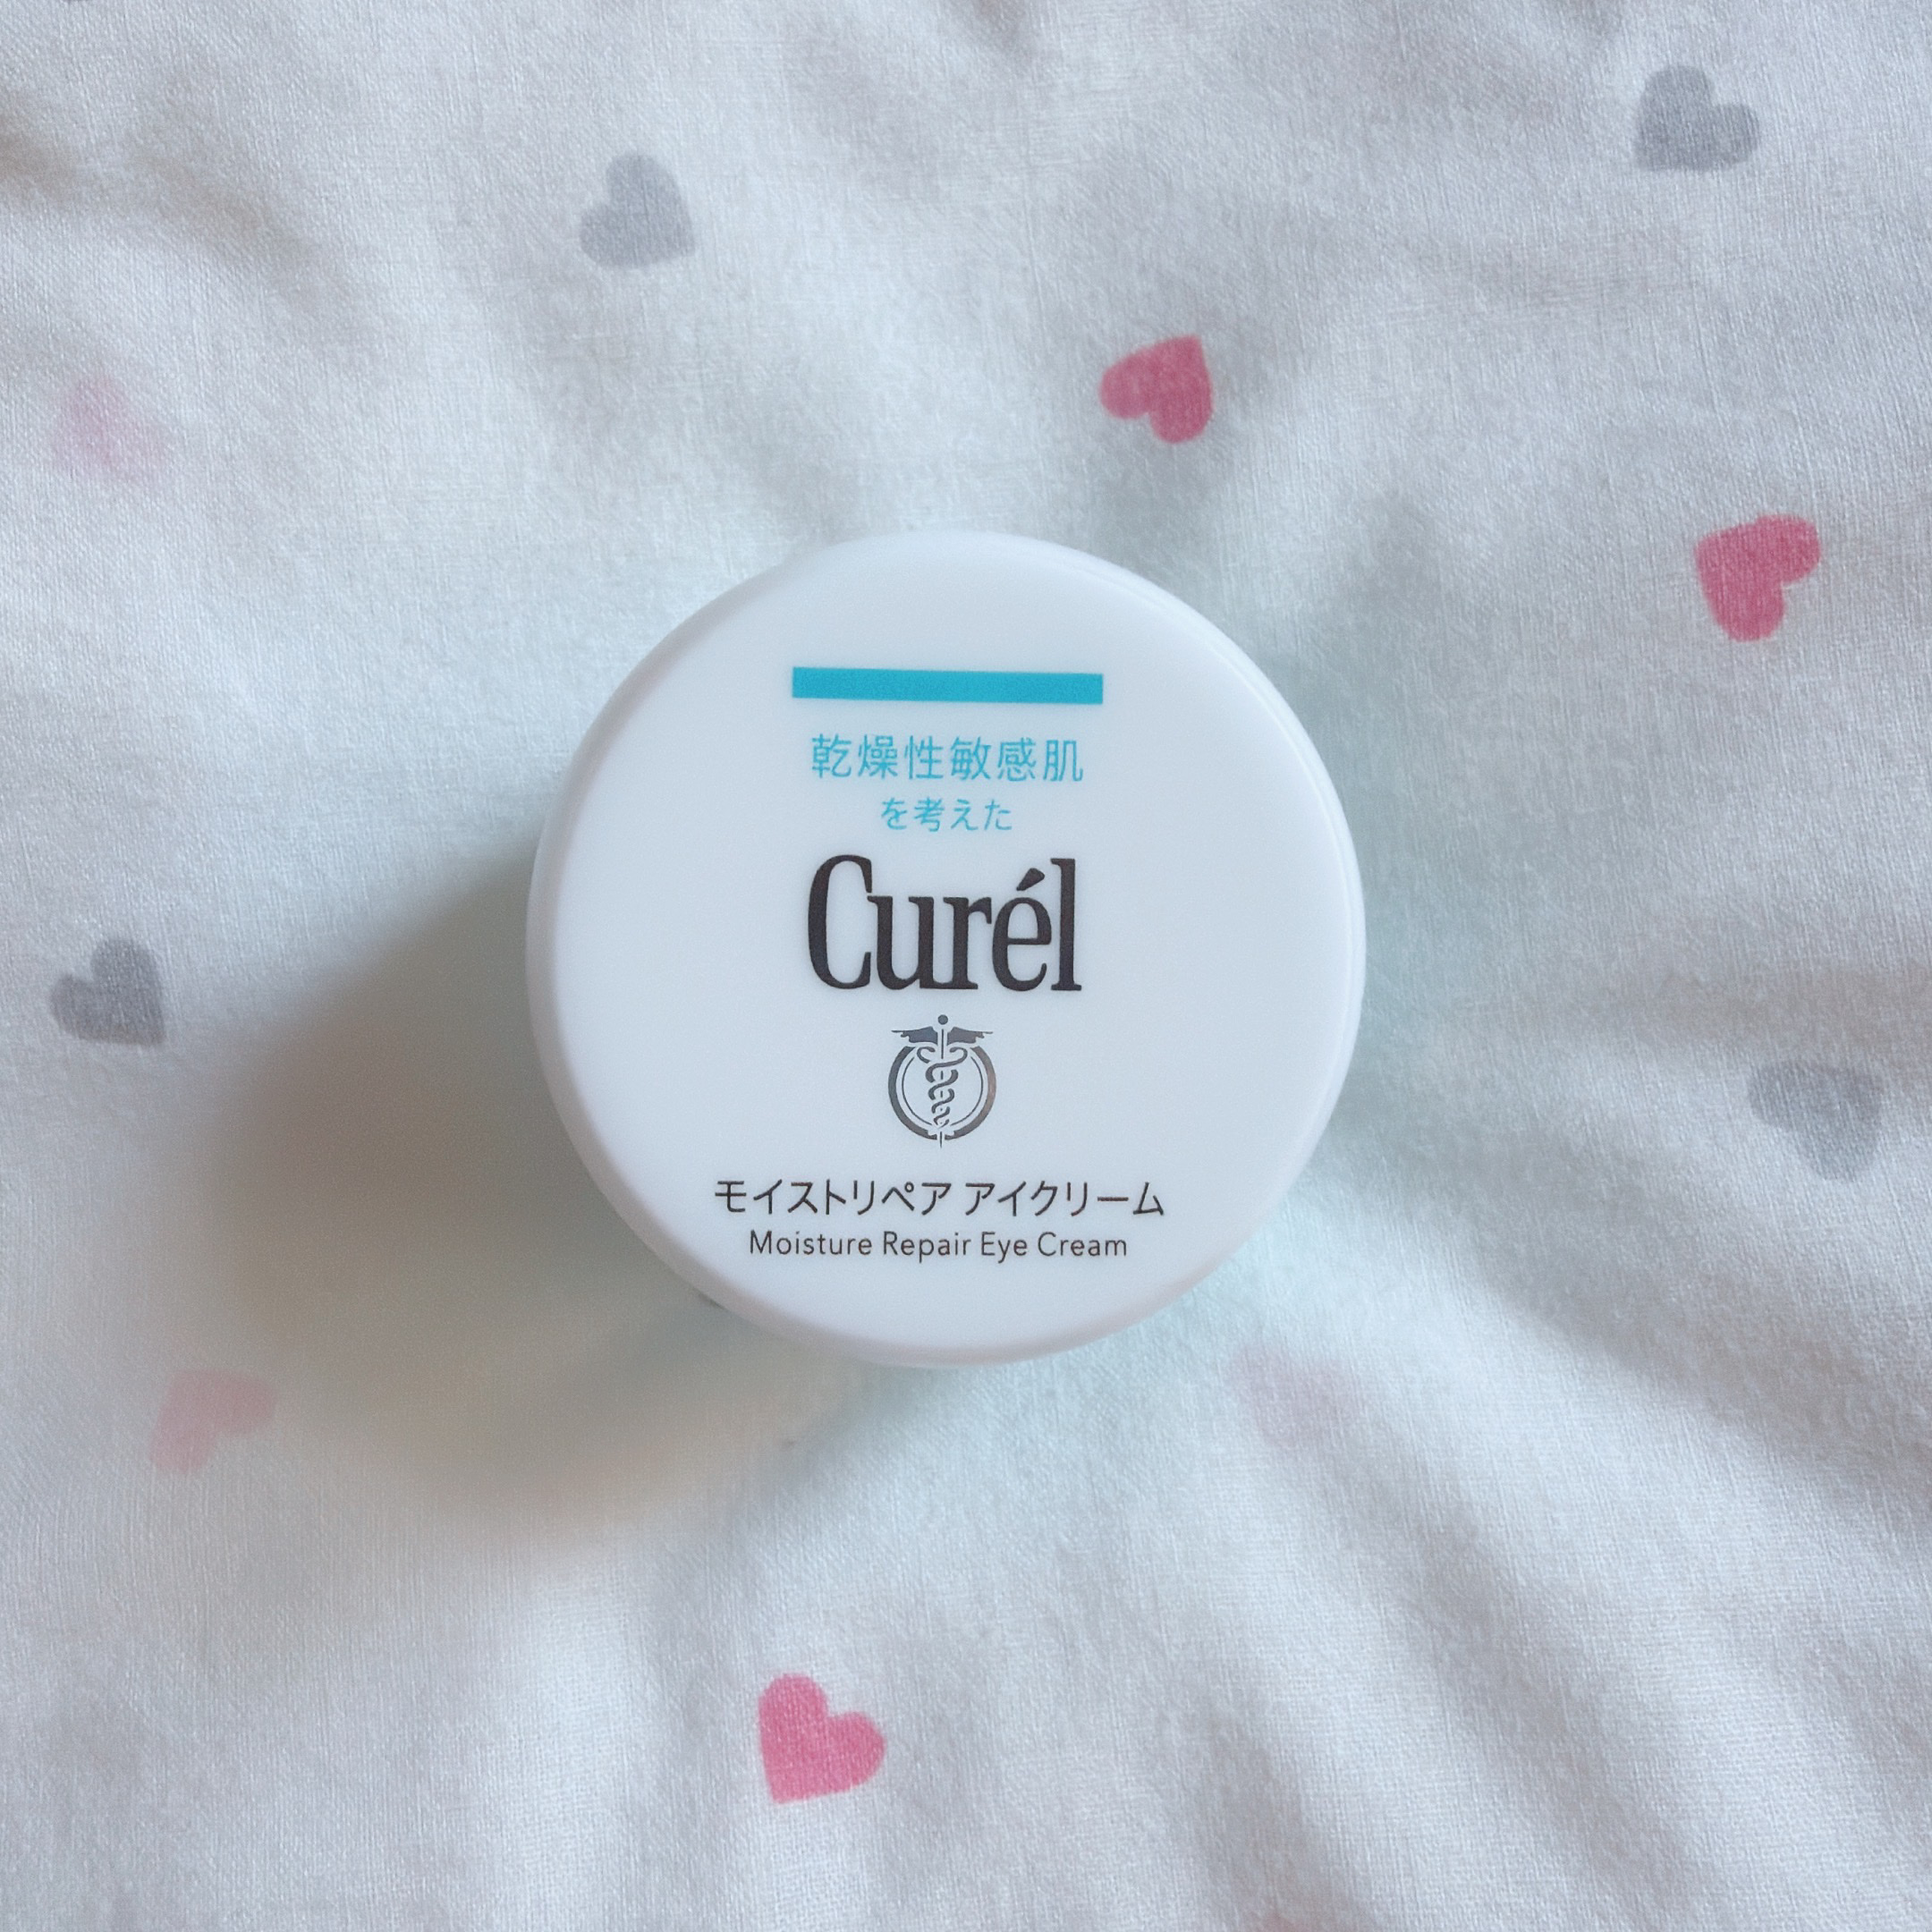 乾燥性敏感肌
を考えた
Curél
モイストリペア アイクリーム
Moisture Repair Eye Cream